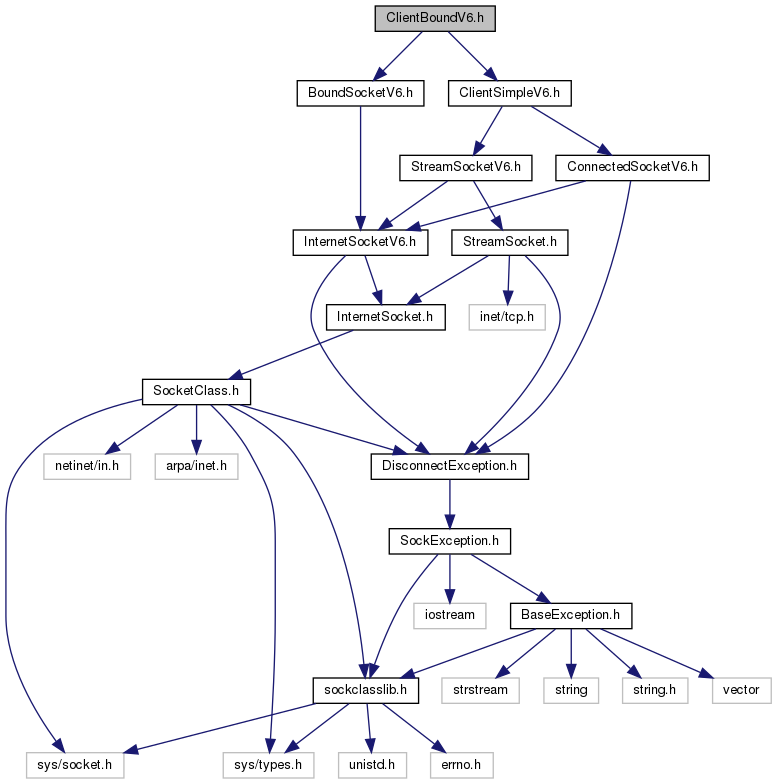 ClientBoundV6.h
BoundSocketV6.h
ClientSimpleV6.h
StreamSocketV6.h
ConnectedSocketV6.h
InternetSocketV6.h
StreamSocket.h
InternetSocket.h
inet/tcp.h
SocketClass.h
netinet/in.h
arpa/inet.h
DisconnectException.h
SockException.h
iostream
BaseException.h
sockclasslib.h
strstream
string
string.h
vector
sys/socket.h
sys/types.h
unistd.h
errno.h